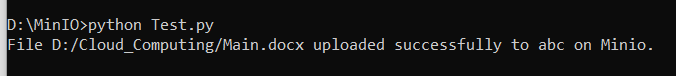 D:\MinIO>python Test.py
File D:/Cloud_Computing/Main.docx uploaded successfully to abc on Minio.